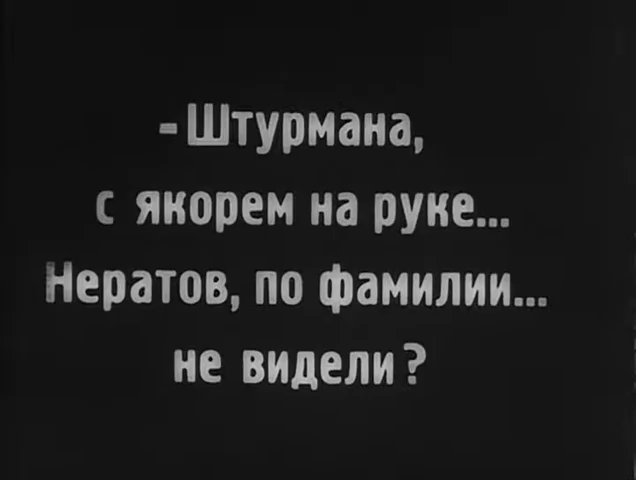 -Штурмана,
с якорем на руке...
Нератов, по фамилии...
не видели?